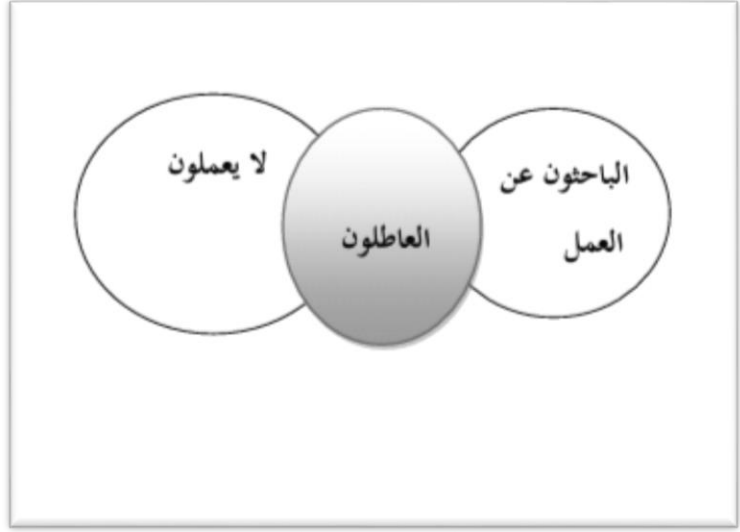 الباحثون عن
العمل
العاطلون
لا يعملون